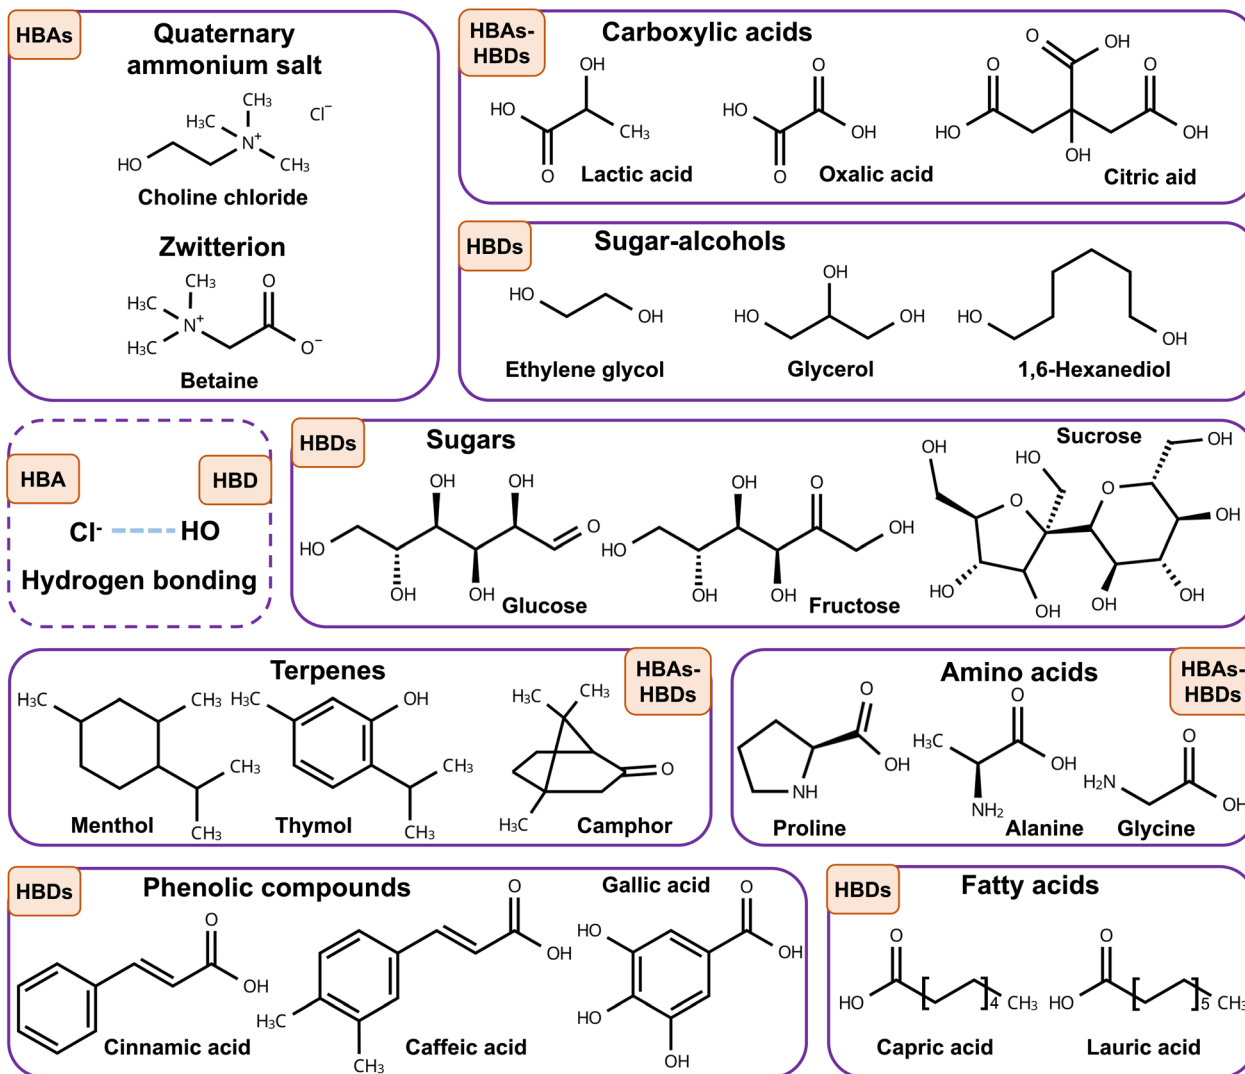 HBAs
Quaternary
ammonium salt
CH₃
Cl⁻
H₃C
N⁺
HO
CH₃
Choline chloride
Zwitterion
CH₃
O
H₃C
N⁺
H₃C
O⁻
Betaine
HBAs-
HBDs
Carboxylic acids
OH
HO
CH₃
O
Lactic acid
O
HO
OH
O
Oxalic acid
O
OH
O
O
HO
OH
OH
Citric aid
HBDs
Sugar-alcohols
HO
OH
Ethylene glycol
OH
HO
OH
Glycerol
HO
OH
1,6-Hexanediol
HBA
HBD
Cl⁻
HO
Hydrogen bonding
HBDs
Sugars
OH
OH
O
HO
OH
OH
Glucose
OH
O
OH
HO
OH
OH
Fructose
Sucrose
OH
OH
HO
O
O
OH
HO
OH
OH
OH
Terpenes
HBAs-
HBDs
H₃C
CH₃
CH₃
CH₃
Menthol
H₃C
OH
CH₃
CH₃
Thymol
H₃C
CH₃
O
H₃C
Camphor
Amino acids
HBAs-
HBDs
O
OH
NH
Proline
O
H₃C
OH
NH₂
Alanine
O
H₂N
OH
Glycine
HBDs
Phenolic compounds
O
OH
Cinnamic acid
O
OH
H₃C
CH₃
Caffeic acid
Gallic acid
O
HO
OH
HO
OH
HBDs
Fatty acids
O
HO
4
CH₃
Capric acid
O
HO
5
CH₃
Lauric acid